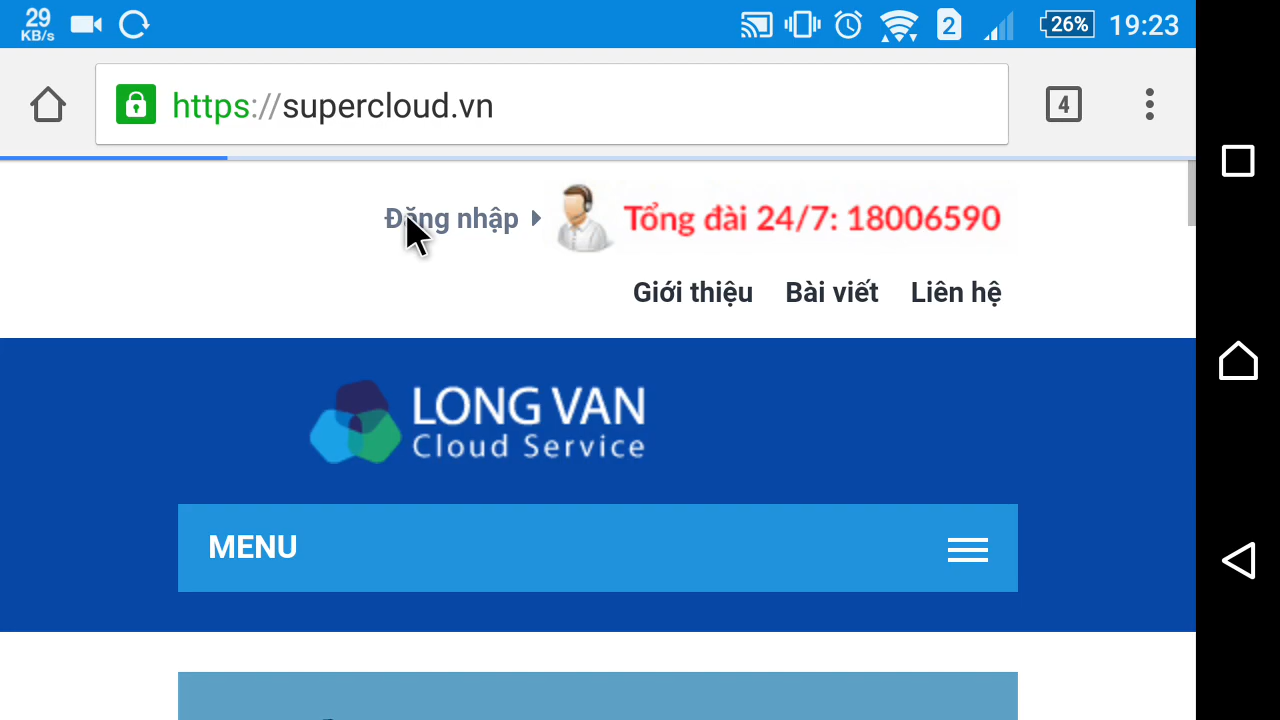 29
KB/s
2
26%
19:23
https://supercloud.vn
4
Đăng nhập
Tổng đài 24/7: 18006590
Giới thiệu Bài viết Liên hệ
LONG VAN
Cloud Service
MENU